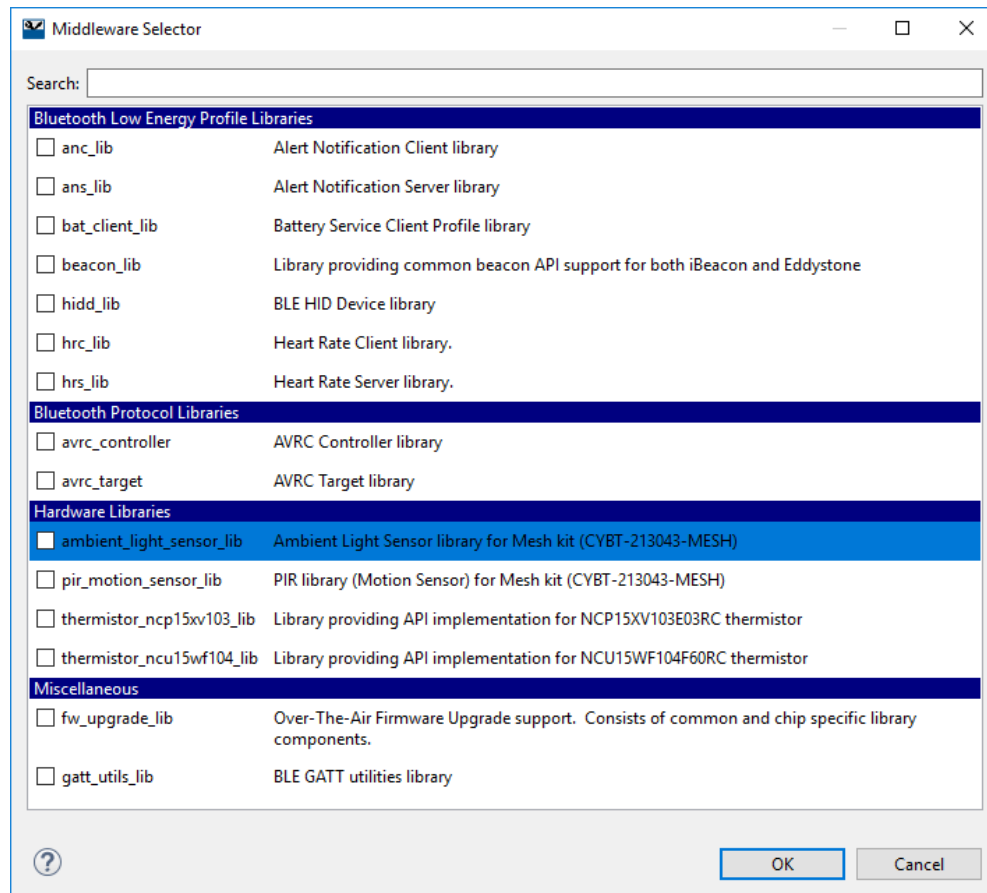 Middleware Selector
Search:
Bluetooth Low Energy Profile Libraries
anc_lib Alert Notification Client library
ans_lib Alert Notification Server library
bat_client_lib Battery Service Client Profile library
beacon_lib Library providing common beacon API support for both iBeacon and Eddystone
hidd_lib BLE HID Device library
hrc_lib Heart Rate Client library.
hrs_lib Heart Rate Server library.
Bluetooth Protocol Libraries
avrc_controller AVRC Controller library
avrc_target AVRC Target library
Hardware Libraries
ambient_light_sensor_lib Ambient Light Sensor library for Mesh kit (CYBT-213043-MESH)
pir_motion_sensor_lib PIR library (Motion Sensor) for Mesh kit (CYBT-213043-MESH)
thermistor_ncp15xv103_lib Library providing API implementation for NCP15XV103E03RC thermistor
thermistor_ncu15wf104_lib Library providing API implementation for NCU15WF104F60RC thermistor
Miscellaneous
fw_upgrade_lib Over-The-Air Firmware Upgrade support. Consists of common and chip specific library
components.
gatt_utils_lib BLE GATT utilities library
?
OK Cancel